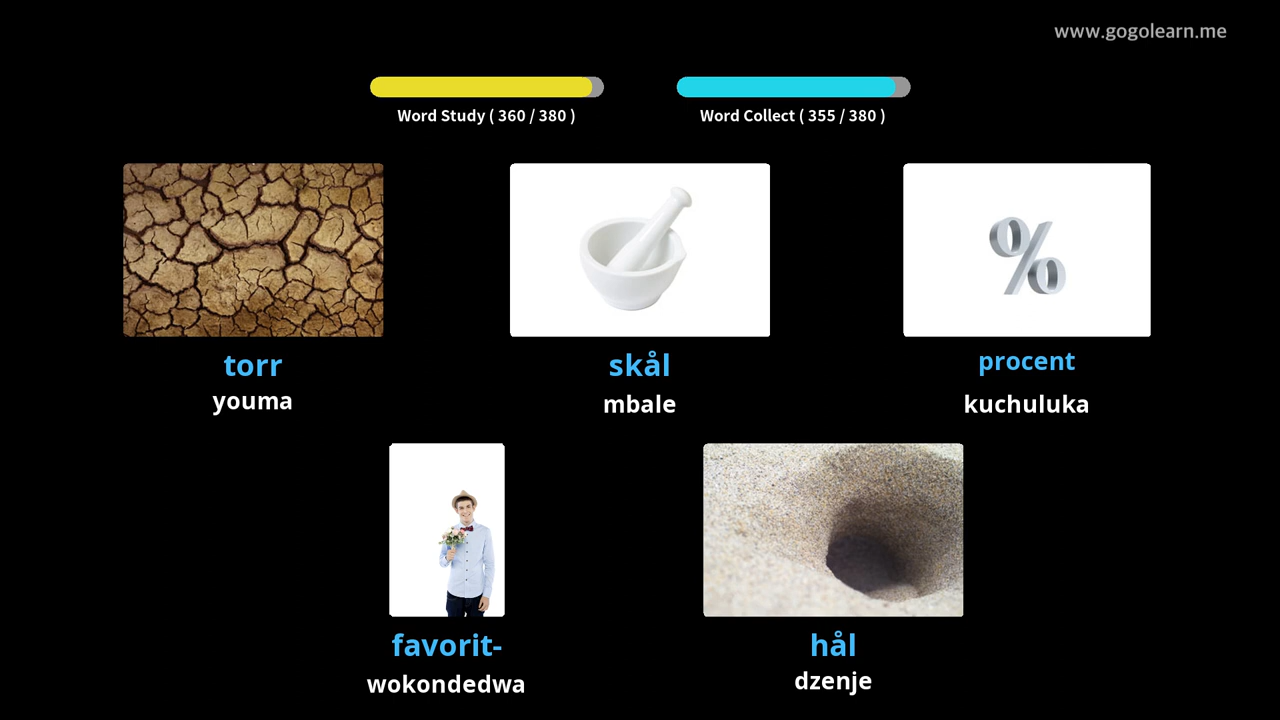 www.gogolearn.me
Word Study ( 360 / 380 )
Word Collect ( 355 / 380 )
torr
youma
skål
mbale
procent
kuchuluka
favorit-
wokondedwa
hål
dzenje